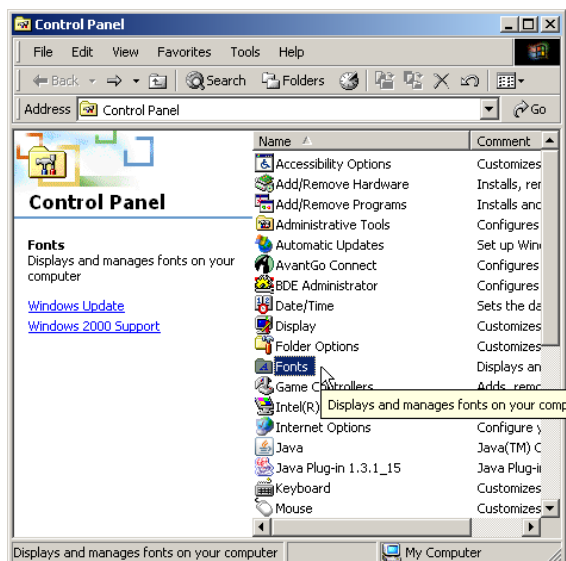 Control Panel
File Edit View Favorites Tools Help
Back Search Folders
Address Control Panel Go
Control Panel
Fonts
Displays and manages fonts on your
computer
Windows Update
Windows 2000 Support
Name Comment
Accessibility Options Customizes
Add/Remove Hardware Installs, rer
Add/Remove Programs Installs and
Administrative Tools Configures
Automatic Updates Set up Win
AvantGo Connect Configures
BDE Administrator Configures
Date/Time Sets the da
Display Customizes
Folder Options Customizes
Fonts Displays an
Game Controllers Adds, remo
Intel(R) Displays and manages fonts on your comp
Internet Options Configure y
Java Java(TM) C
Java Plug-in 1.3.1_15 Java Plug-i
Keyboard Customizes
Mouse Customizes
Displays and manages fonts on your computer My Computer